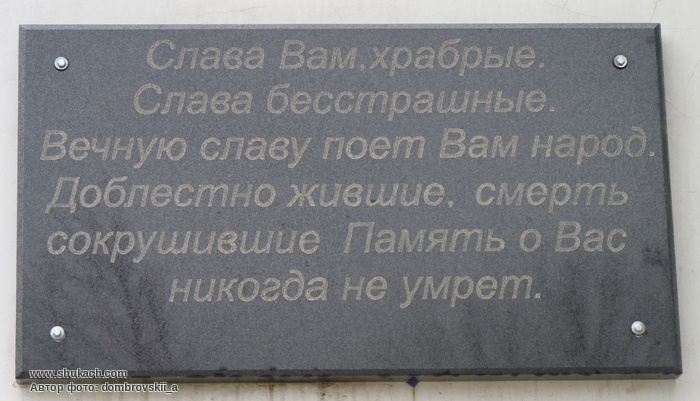 Слава Вам,храбрые.
Слава бесстрашные.
Вечную славу поет Вам народ.
Доблестно жившие, смерть
сокрушившие Память о Вас
никогда не умрет.
www.shukach.com
Автор фото: dombrovskii_a